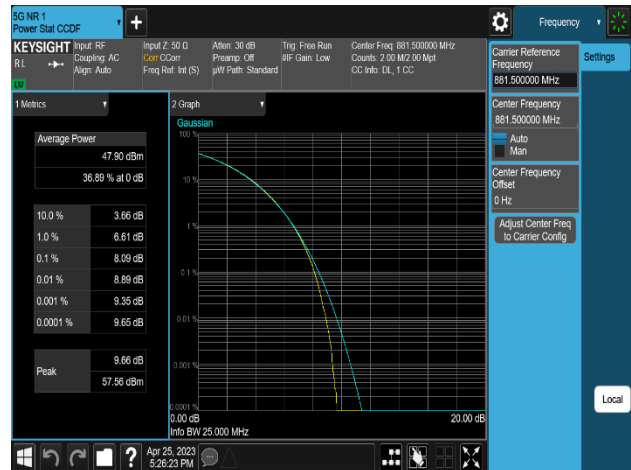 5G NR 1
Power Stat CCDF
Frequency
KEYSIGHT
RL
LXI
Input: RF
Coupling: AC
Align: Auto
Input Z: 50 Ω
Corr CCorr
Freq Ref: Int (S)
Atten: 30 dB
Preamp: Off
µW Path: Standard
Trig: Free Run
#IF Gain: Low
Center Freq: 881.500000 MHz
Counts: 2.00 M/2.00 Mpt
CC Info: DL, 1 CC
1 Metrics
Average Power
47.90 dBm
36.89 % at 0 dB
10.0 % 3.66 dB
1.0 % 6.61 dB
0.1 % 8.09 dB
0.01 % 8.89 dB
0.001 % 9.35 dB
0.0001 % 9.65 dB
Peak
9.66 dB
57.56 dBm
2 Graph
Gaussian
100 %
10 %
1 %
0.1 %
0.01 %
0.001 %
0.0001 %
0.00 dB 20.00 dB
Info BW 25.000 MHz
Carrier Reference
Frequency
881.500000 MHz
Center Frequency
881.500000 MHz
Auto
Man
Center Frequency
Offset
0 Hz
Adjust Center Freq
to Carrier Config
Settings
Local
?
Apr 25, 2023
5:26:23 PM